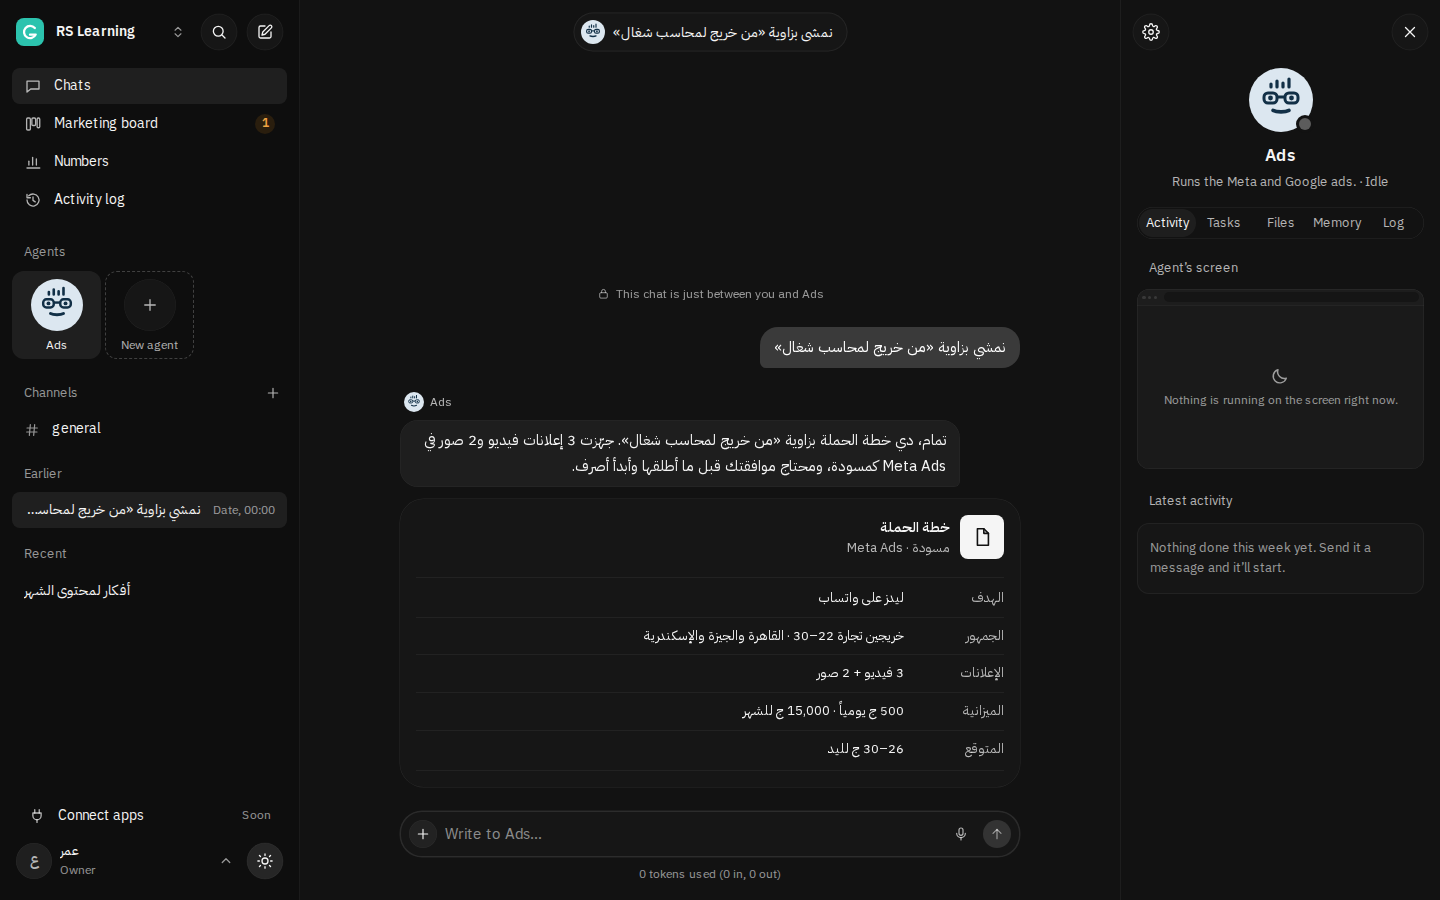 RS Learning
Chats
Marketing board 1
Numbers
Activity log
Agents
Ads
New agent
Channels
general
Earlier
نمشي بزاوية «من خريج لمحاسـ... Date, 00:00
Recent
أفكار لمحتوى الشهر
Connect apps Soon
ع
عمر
Owner
نمشي بزاوية «من خريج لمحاسب شغال»
This chat is just between you and Ads
نمشي بزاوية «من خريج لمحاسب شغال»
Ads
تمام، دي خطة الحملة بزاوية «من خريج لمحاسب شغال». جهزت 3 إعلانات فيديو و2 صور في
Meta Ads كمسودة، ومحتاج موافقتك قبل ما أطلقها وأبدأ أصرف.
خطة الحملة
مسودة · Meta Ads
الهدف ليدز على واتساب
الجمهور خريجين تجارة 22–30 · القاهرة والجيزة والإسكندرية
الإعلانات 3 فيديو + 2 صور
الميزانية 500 ج يومياً · 15,000 ج للشهر
المتوقع 26–30 ج لليد
Write to Ads...
0 tokens used (0 in, 0 out)
Ads
Runs the Meta and Google ads. · Idle
Activity Tasks Files Memory Log
Agent's screen
Nothing is running on the screen right now.
Latest activity
Nothing done this week yet. Send it a
message and it'll start.